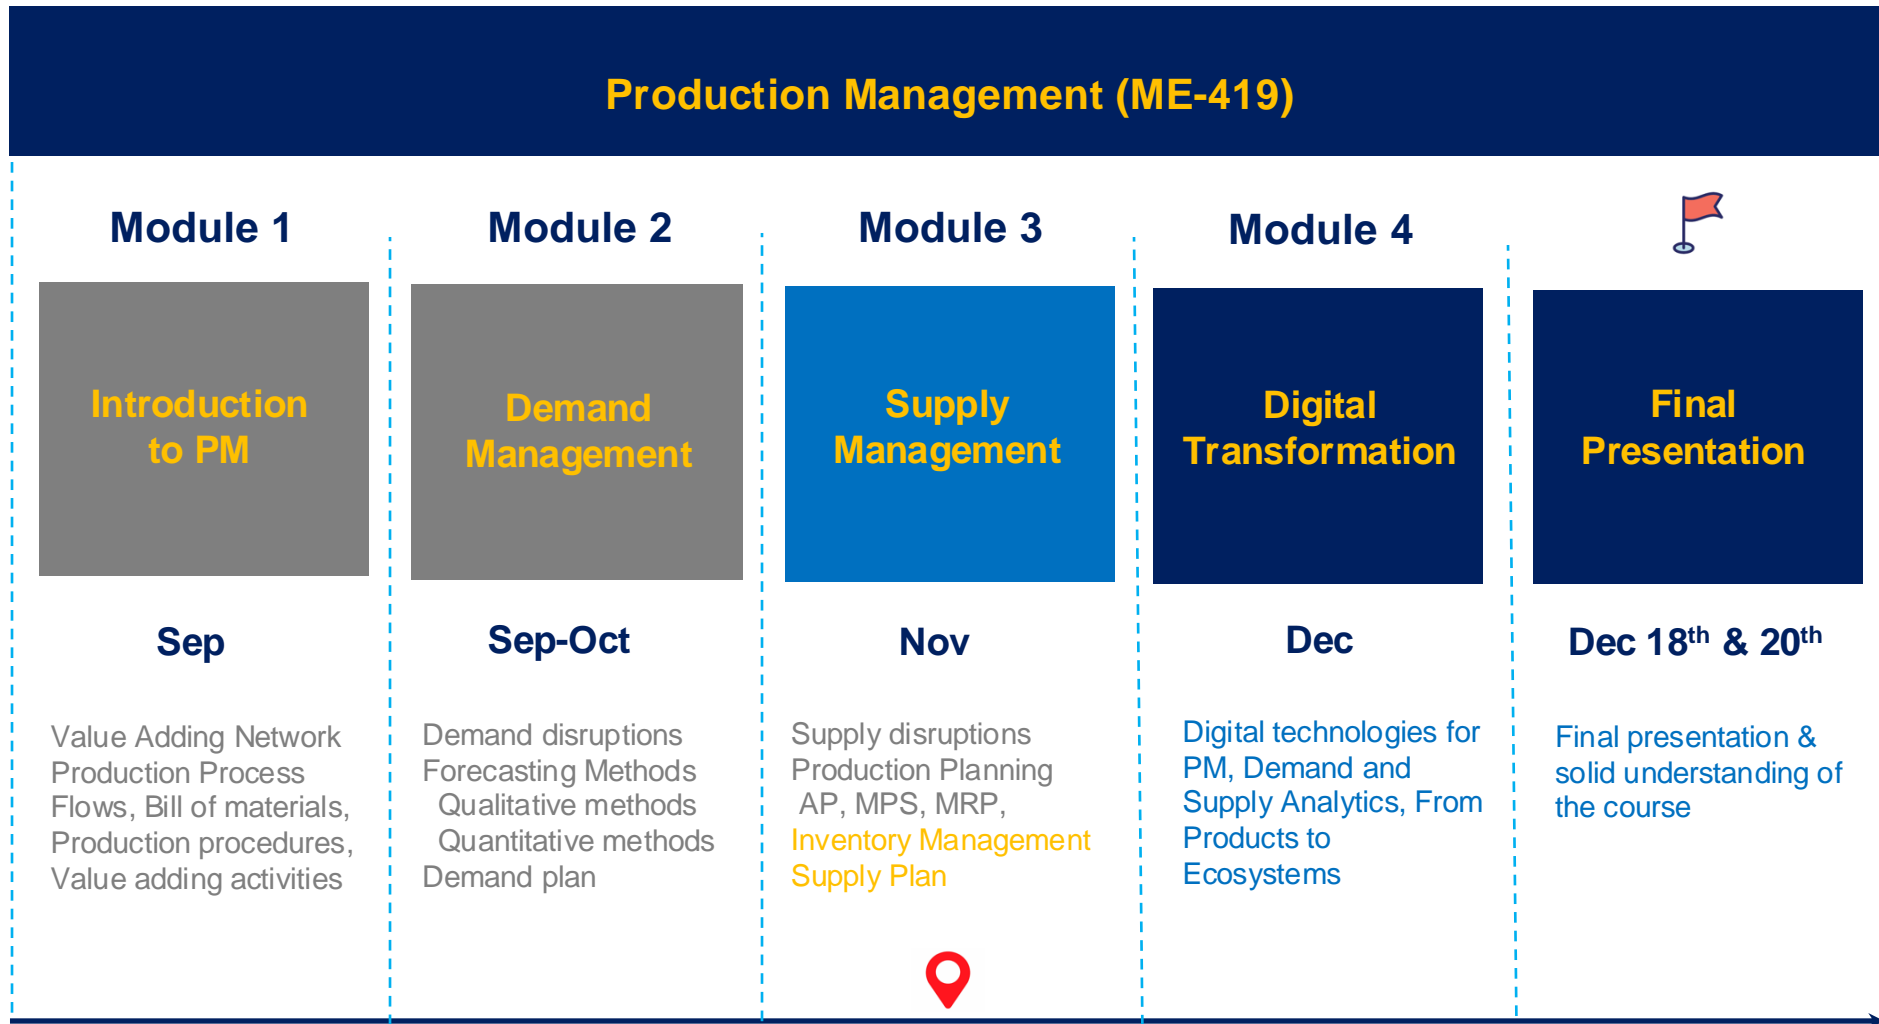 Production Management (ME-419)
Module 1
Module 2
Module 3
Module 4
Introduction
to PM
Demand
Management
Supply
Management
Digital
Transformation
Final
Presentation
Sep
Sep-Oct
Nov
Dec
Dec 18th & 20th
Value Adding Network
Production Process
Flows, Bill of materials,
Production procedures,
Value adding activities
Demand disruptions
Forecasting Methods
Qualitative methods
Quantitative methods
Demand plan
Supply disruptions
Production Planning
AP, MPS, MRP,
Inventory Management
Supply Plan
Digital technologies for
PM, Demand and
Supply Analytics, From
Products to
Ecosystems
Final presentation &
solid understanding of
the course